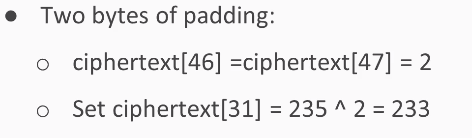 ● Two bytes of padding:
○ ciphertext[46] =ciphertext[47] = 2
○ Set ciphertext[31] = 235 ^ 2 = 233